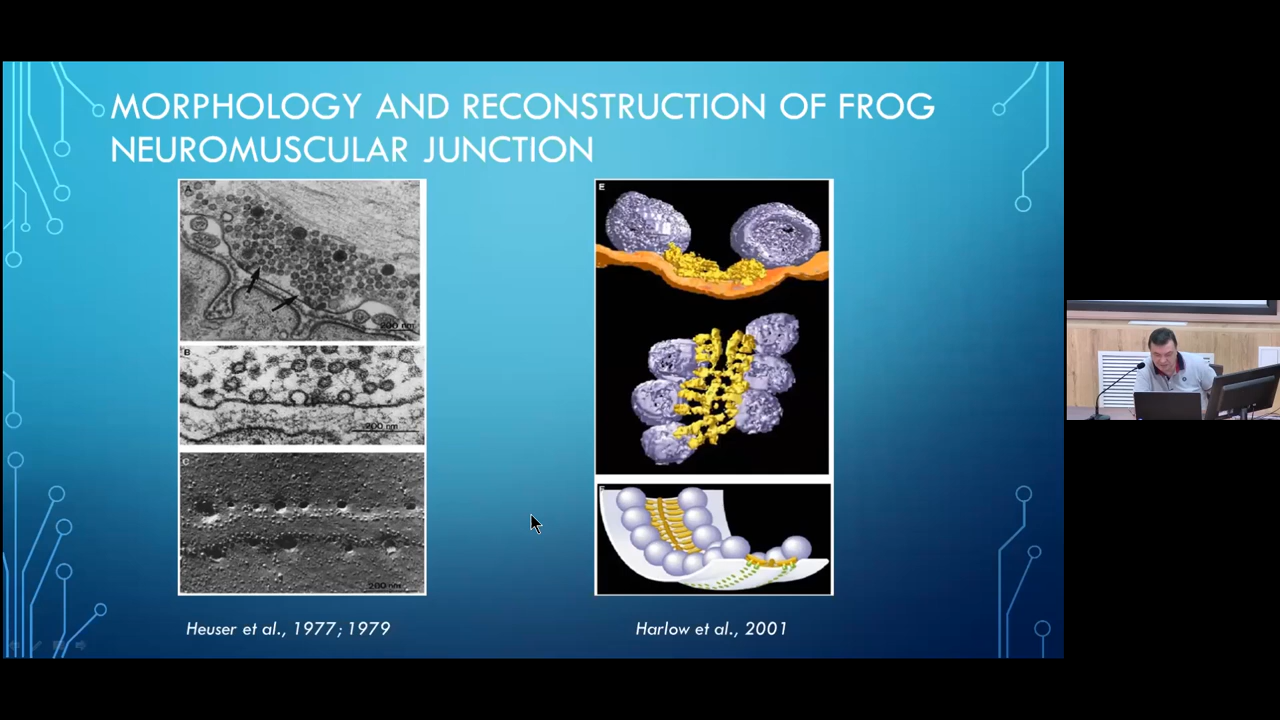 MORPHOLOGY AND RECONSTRUCTION OF FROG
NEUROMUSCULAR JUNCTION
A
200 nm
B
200 nm
C
200 nm
Heuser et al., 1977; 1979
E
F
Harlow et al., 2001